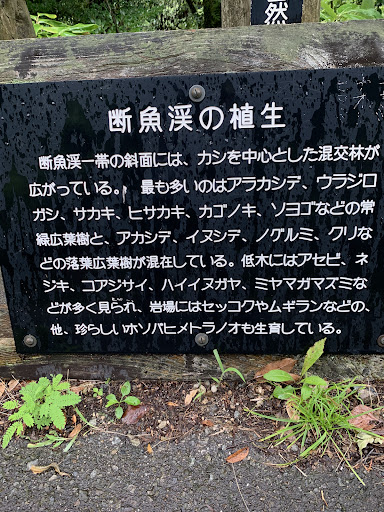 然
断魚渓の植生
断魚渓一帯の斜面には、カシを中心とした混交林が
広がっている。 最も多いのはアラカシデ、ウラジロ
ガシ、サカキ、ヒサカキ、カゴノキ、ソヨゴなどの常
緑広葉樹と、アカシデ、イヌシデ、ノグルミ、クリな
どの落葉広葉樹が混在している。低木にはアセビ、ネ
ジキ、コアジサイ、ハイイヌガヤ、ミヤマガマズミな
どが多く見られ、岩場にはセッコクやムギランなどの、
他、珍らしいホソバヒメトラノオも生育している。